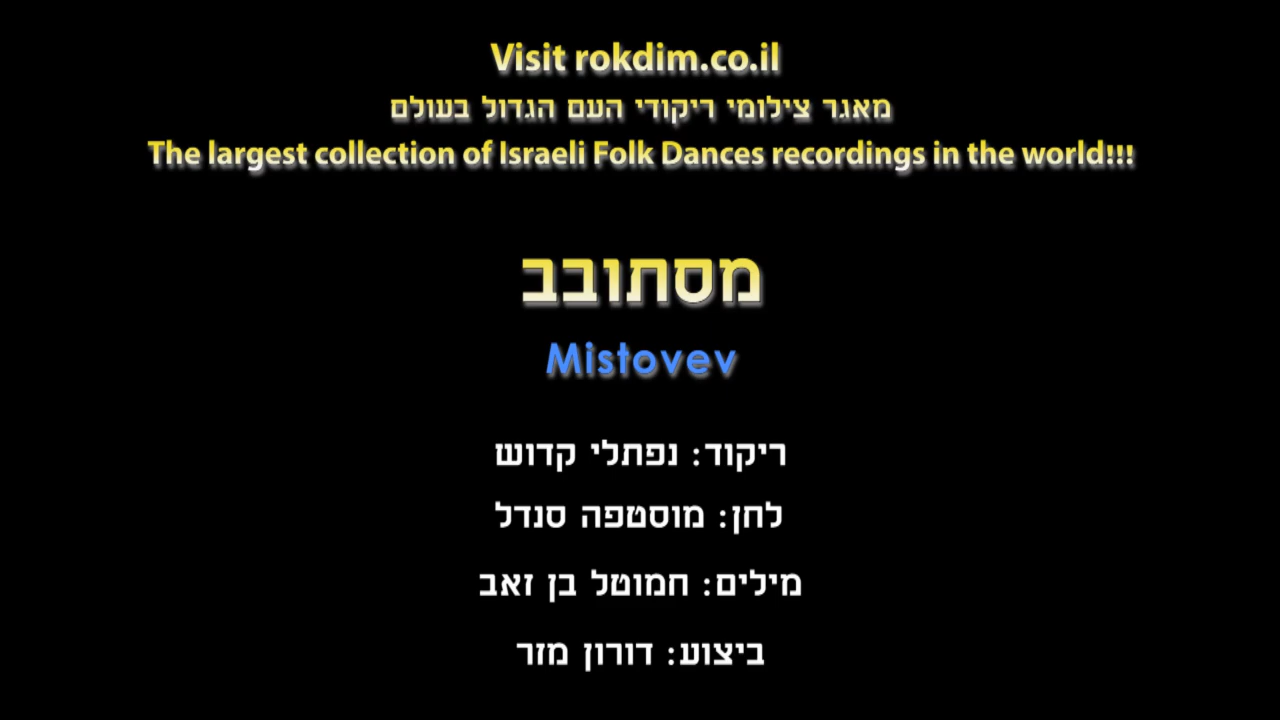 Visit rokdim.co.il
מאגר צילומי ריקודי העם הגדול בעולם
The largest collection of Israeli Folk Dances recordings in the world!!!
מסתובב
Mistovev
ריקוד: נפתלי קדוש
לחן: מוסטפה סנדל
מילים: חמוטל בן זאב
ביצוע: דורון מזר